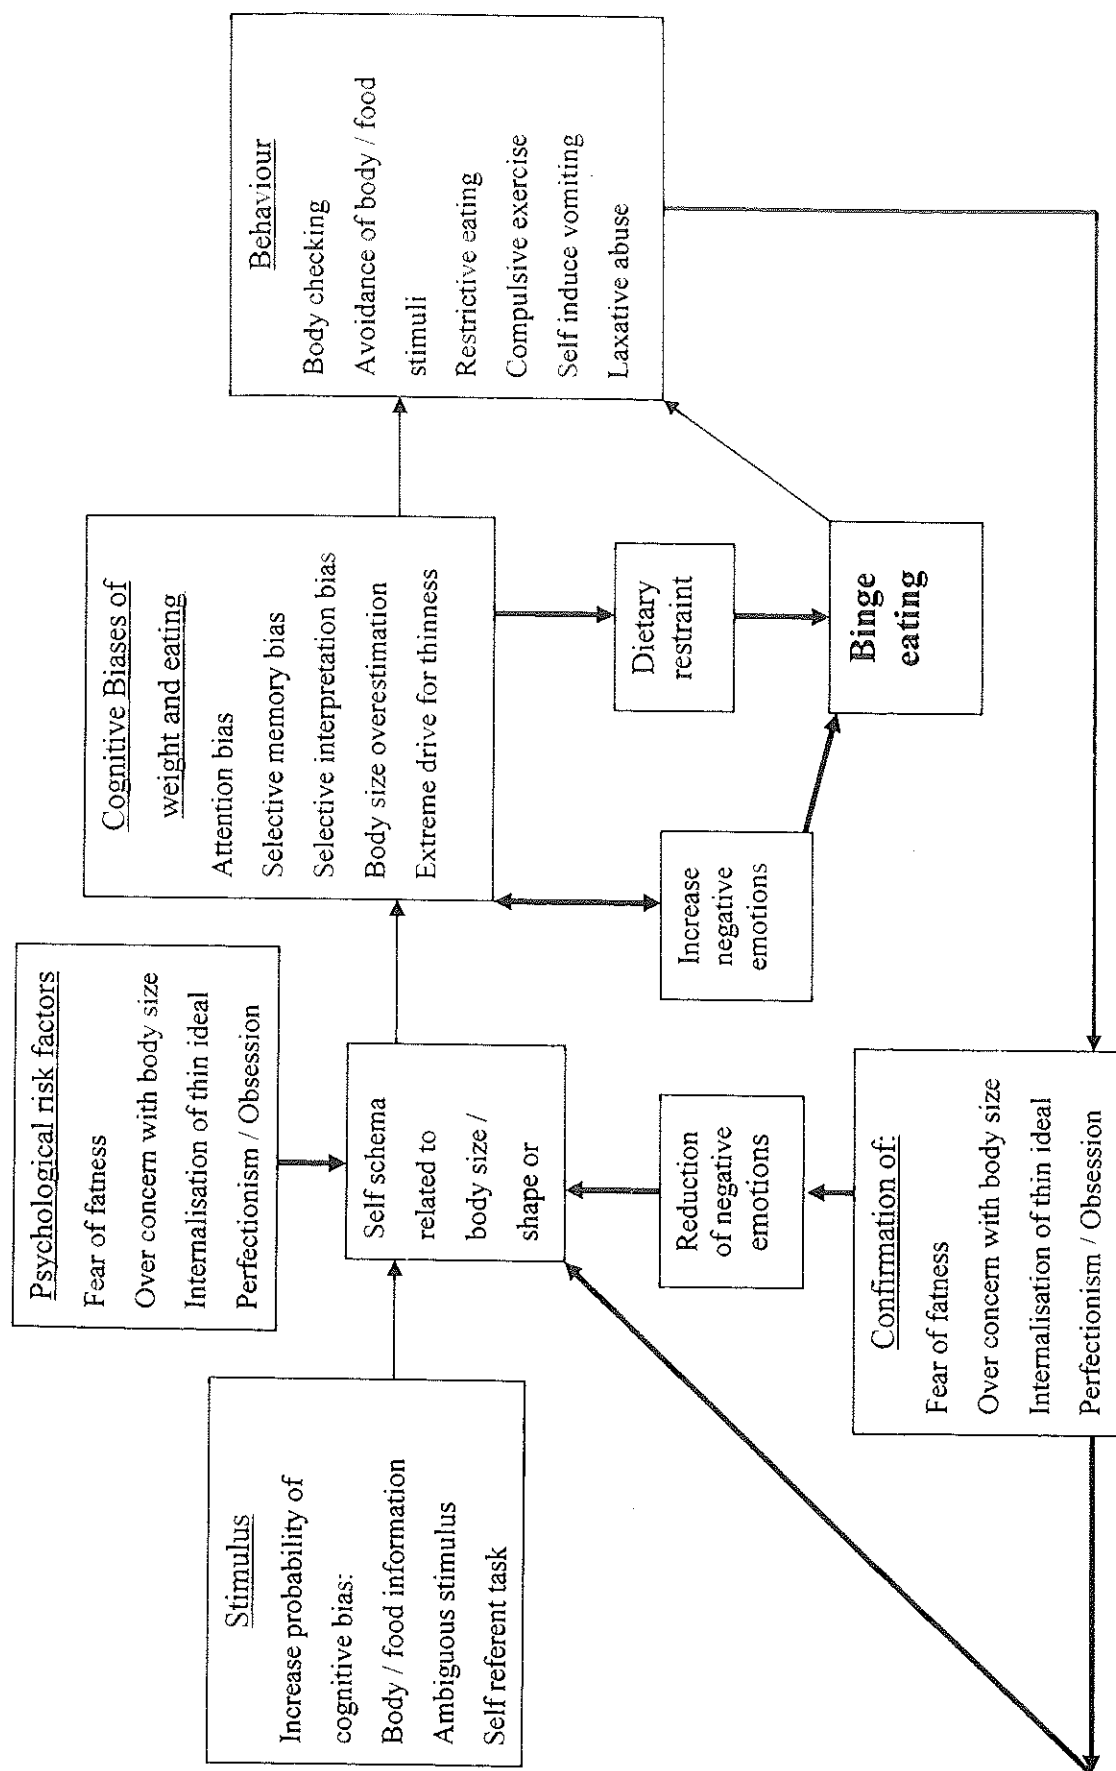 Psychological risk factors
Fear of fatness
Over concern with body size
Internalisation of thin ideal
Perfectionism / Obsession
Stimulus
Increase probability of
cognitive bias:
Body / food information
Ambiguous stimulus
Self referent task
Self schema
related to
body size /
shape or
Cognitive Biases of
weight and eating
Attention bias
Selective memory bias
Selective interpretation bias
Body size overestimation
Extreme drive for thinness
Behaviour
Body checking
Avoidance of body / food
stimuli
Restrictive eating
Compulsive exercise
Self induce vomiting
Laxative abuse
Reduction
of negative
emotions
Increase
negative
emotions
Dietary
restraint
Binge
eating
Confirmation of:
Fear of fatness
Over concern with body size
Internalisation of thin ideal
Perfectionism / Obsession